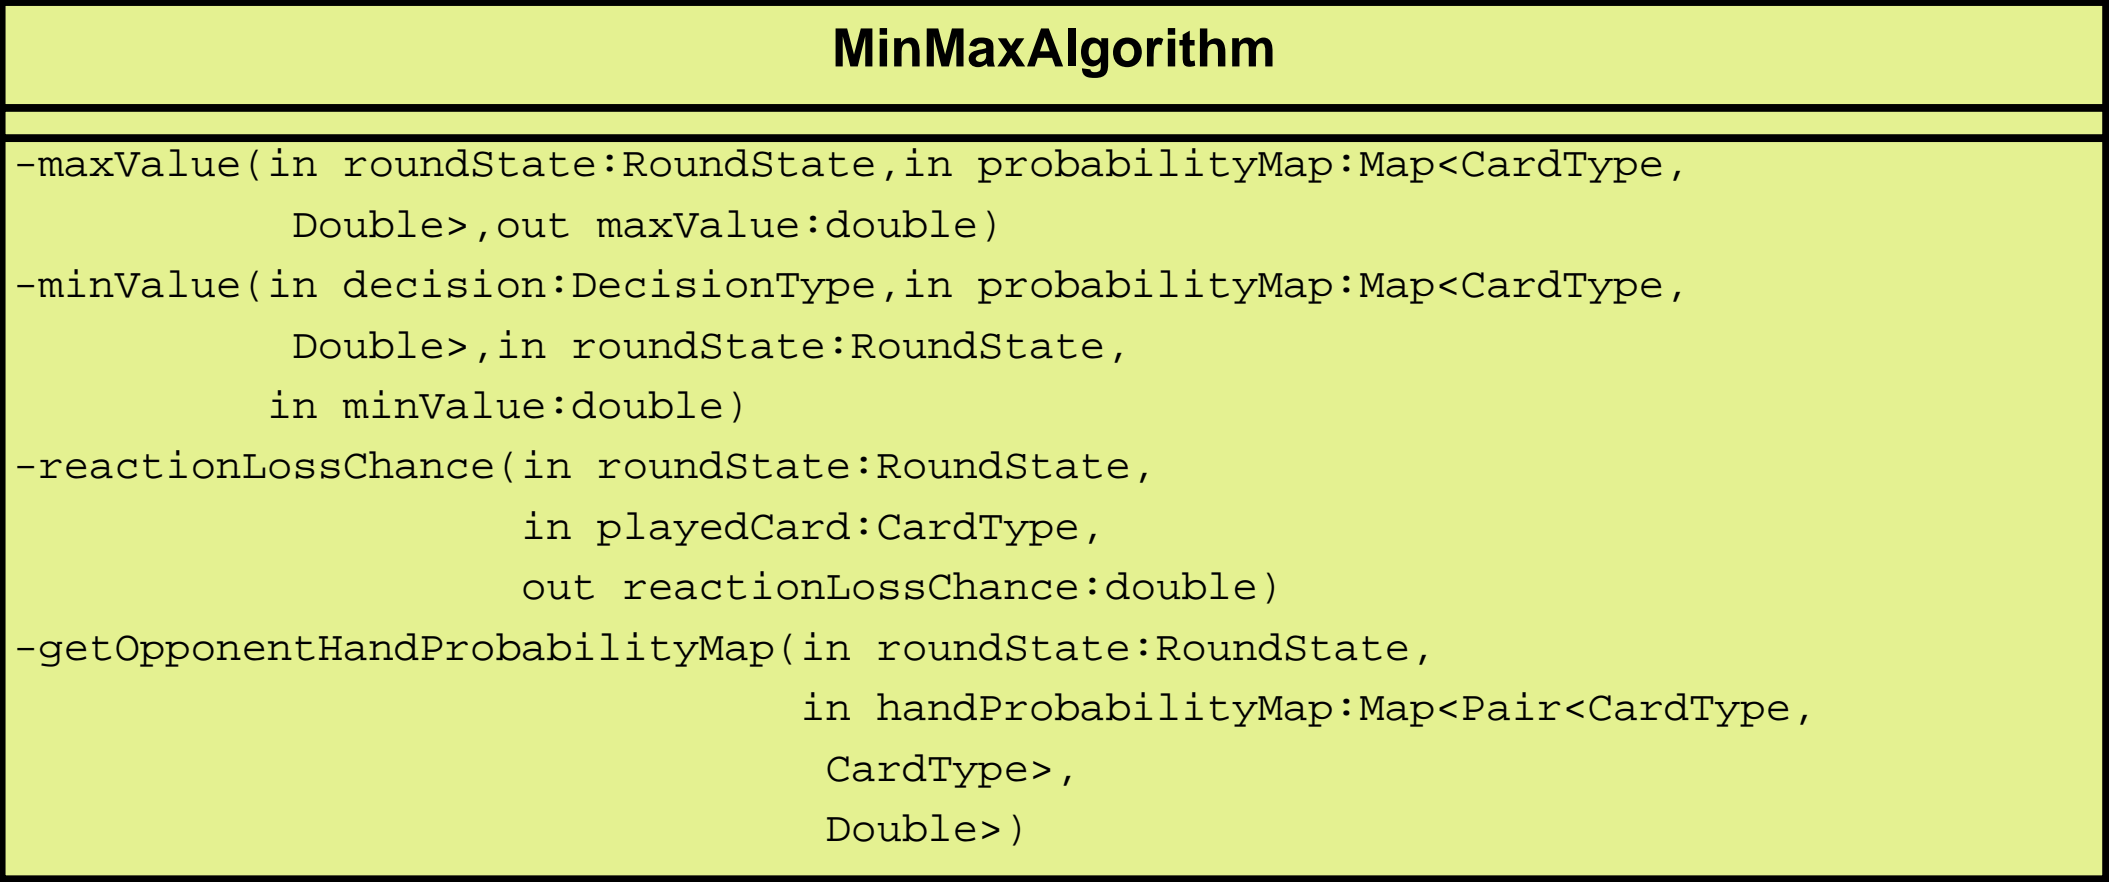 MinMaxAlgorithm
-maxValue(in roundState:RoundState,in probabilityMap:Map<CardType,
Double>,out maxValue:double)
-minValue(in decision:DecisionType,in probabilityMap:Map<CardType,
Double>,in roundState:RoundState,
in minValue:double)
-reactionLossChance(in roundState:RoundState,
in playedCard:CardType,
out reactionLossChance:double)
-getOpponentHandProbabilityMap(in roundState:RoundState,
in handProbabilityMap:Map<Pair<CardType,
CardType>,
Double>)